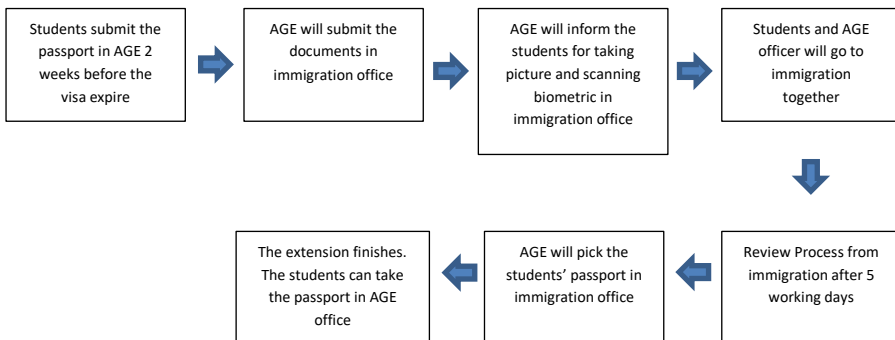 Students submit the
passport in AGE 2
weeks before the
visa expire
AGE will submit the
documents in
immigration office
AGE will inform the
students for taking
picture and scanning
biometric in
immigration office
Students and AGE
officer will go to
immigration
together
Review Process from
immigration after 5
working days
AGE will pick the
students’ passport in
immigration office
The extension finishes.
The students can take
the passport in AGE
office